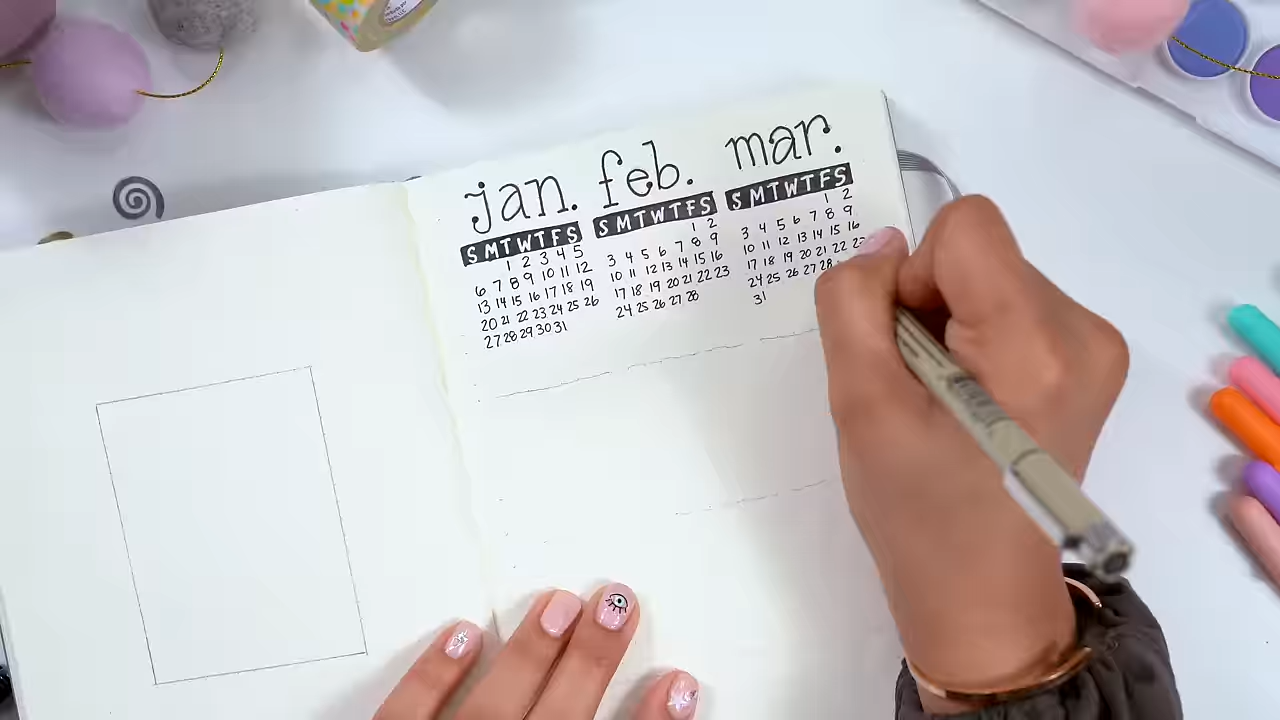 jan. feb. mar.
S M T W T F S S M T W T F S S M T W T F S
1 2 3 4 5 1 2 1 2
6 7 8 9 10 11 12 3 4 5 6 7 8 9 3 4 5 6 7 8 9
13 14 15 16 17 18 19 10 11 12 13 14 15 16 10 11 12 13 14 15 16
20 21 22 23 24 25 26 17 18 19 20 21 22 23 17 18 19 20 21 22
27 28 29 30 31 24 25 26 27 28 24 25 26 27 28
31